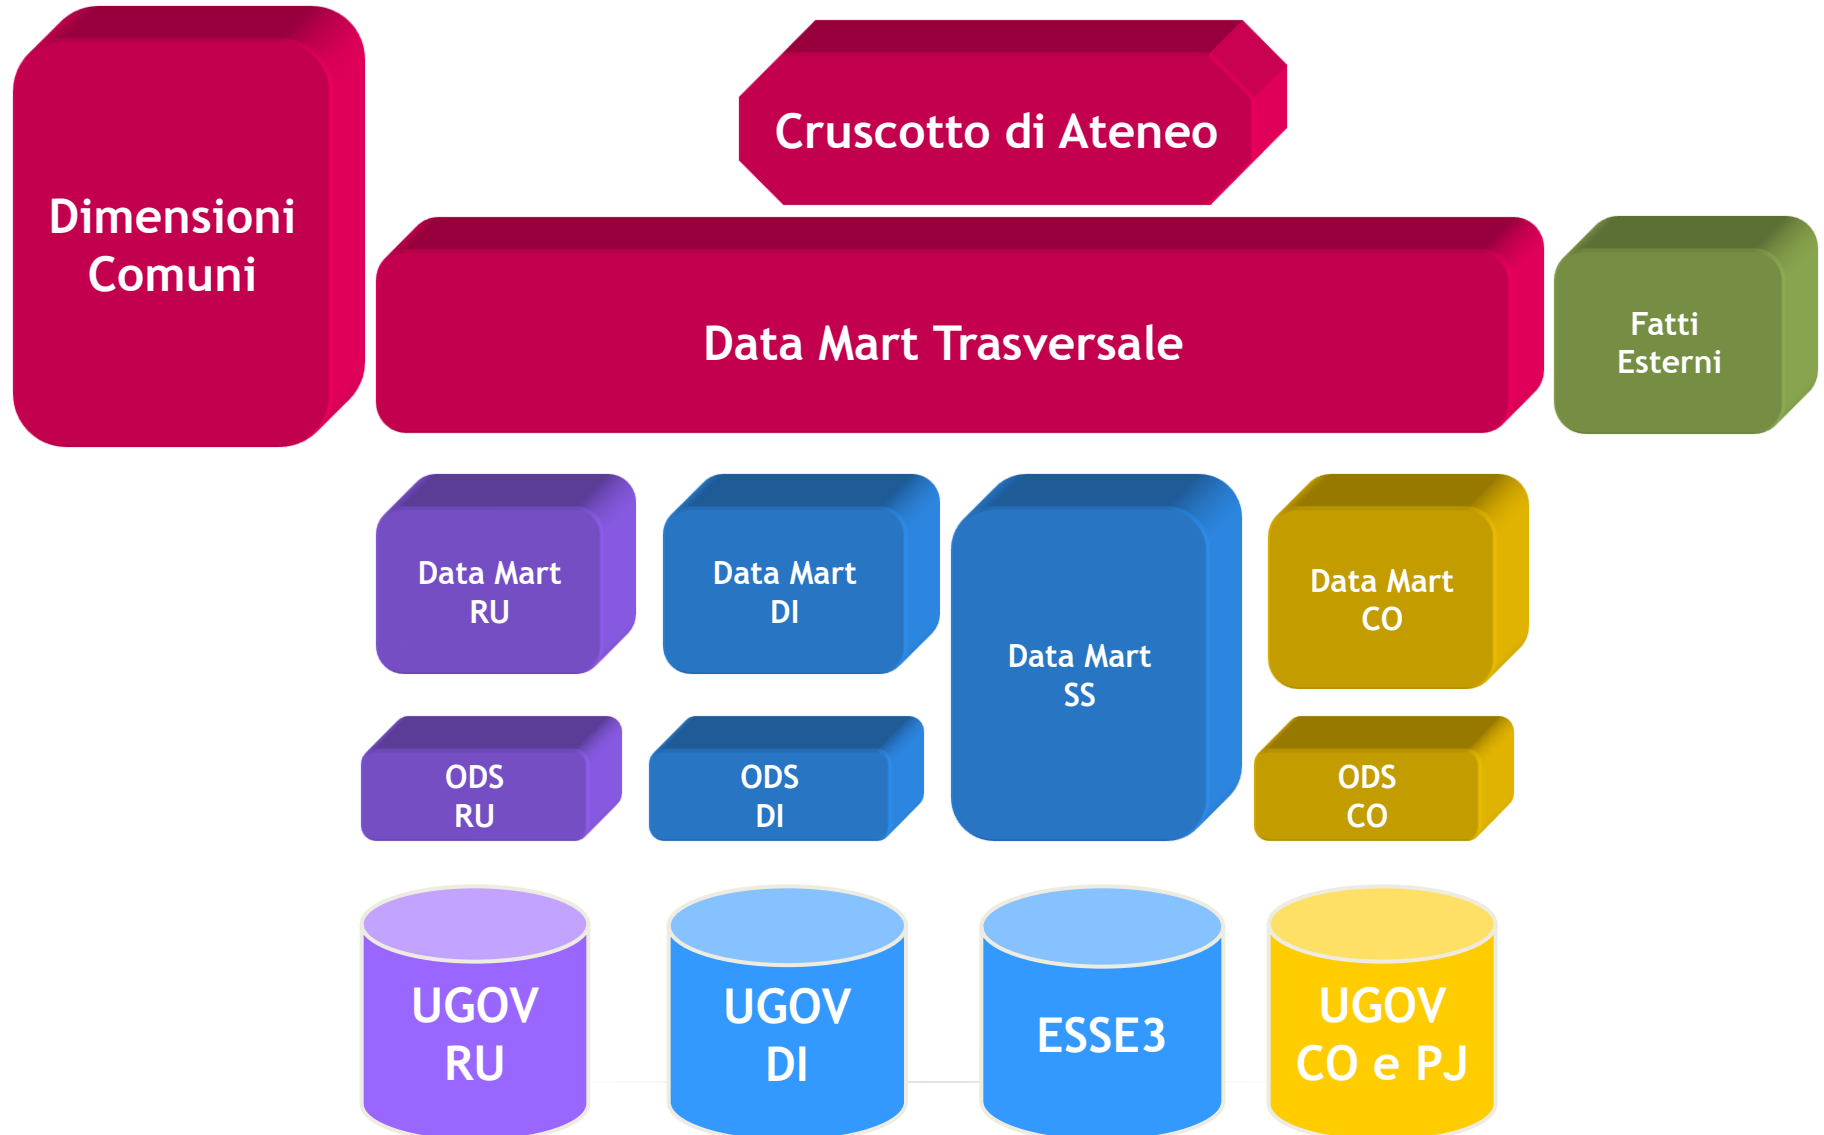 Cruscotto di Ateneo
Dimensioni
Comuni
Data Mart Trasversale
Fatti
Esterni
Data Mart
RU
Data Mart
DI
Data Mart
SS
Data Mart
CO
ODS
RU
ODS
DI
ODS
CO
UGOV
RU
UGOV
DI
ESSE3
UGOV
CO e PJ